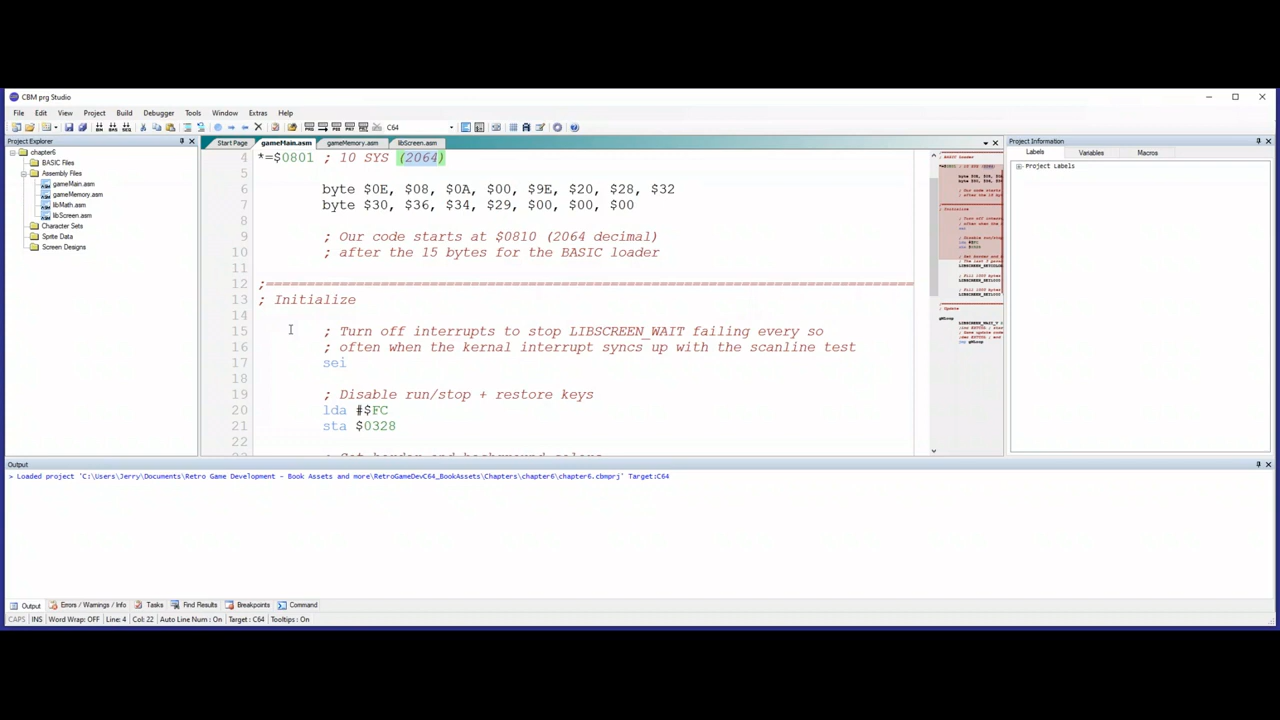 CBM prg Studio
File Edit View Project Build Debugger Tools Window Extras Help
C64
Project Explorer
chapter6
BASIC Files
Assembly Files
gameMain.asm
gameMemory.asm
libMath.asm
libScreen.asm
Character Sets
Sprite Data
Screen Designs
Start Page gameMain.asm gameMemory.asm libScreen.asm
4 *=$0801 ; 10 SYS (2064)
5
6 byte $0E, $08, $0A, $00, $9E, $20, $28, $32
7 byte $30, $36, $34, $29, $00, $00, $00
8
9 ; Our code starts at $0810 (2064 decimal)
10 ; after the 15 bytes for the BASIC loader
11
12 ;================================================================================
13 ; Initialize
14
15 ; Turn off interrupts to stop LIBSCREEN_WAIT failing every so
16 ; often when the kernal interrupt syncs up with the scanline test
17 sei
18
19 ; Disable run/stop + restore keys
20 lda #$FC
21 sta $0328
22
Project Information
Labels Variables Macros
Project Labels
Output
> Loaded project 'C:\Users\Jerry\Documents\Retro Game Development - Book Assets and more\RetroGameDevC64_BookAssets\Chapters\chapter6\chapter6.cbmprj' Target:C64
Output Errors / Warnings / Info Tasks Find Results Breakpoints Command
CAPS INS Word Wrap: OFF Line: 4 Col: 22 Auto Line Num : On Target : C64 Tooltips : On